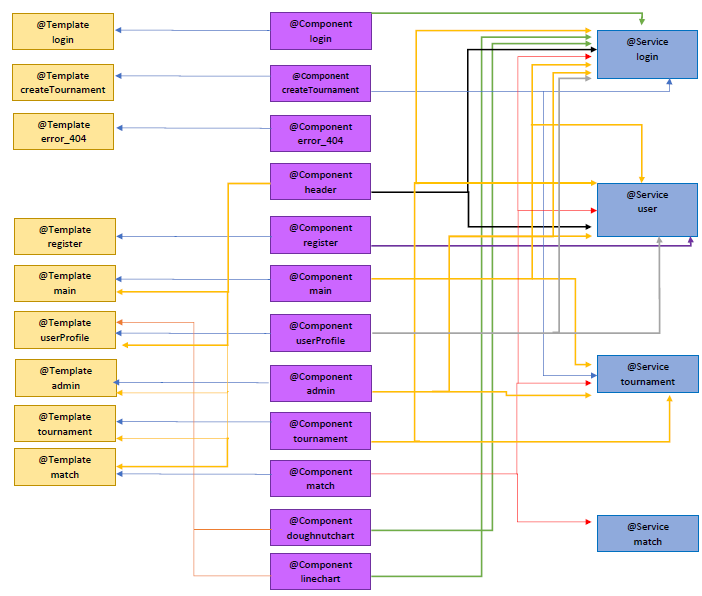 @Template
login
@Component
login
@Service
login
@Template
createTournament
@Component
createTournament
@Template
error_404
@Component
error_404
@Component
header
@Service
user
@Template
register
@Component
register
@Template
main
@Component
main
@Template
userProfile
@Component
userProfile
@Template
admin
@Component
admin
@Service
tournament
@Template
tournament
@Component
tournament
@Template
match
@Component
match
@Component
doughnutchart
@Service
match
@Component
linechart